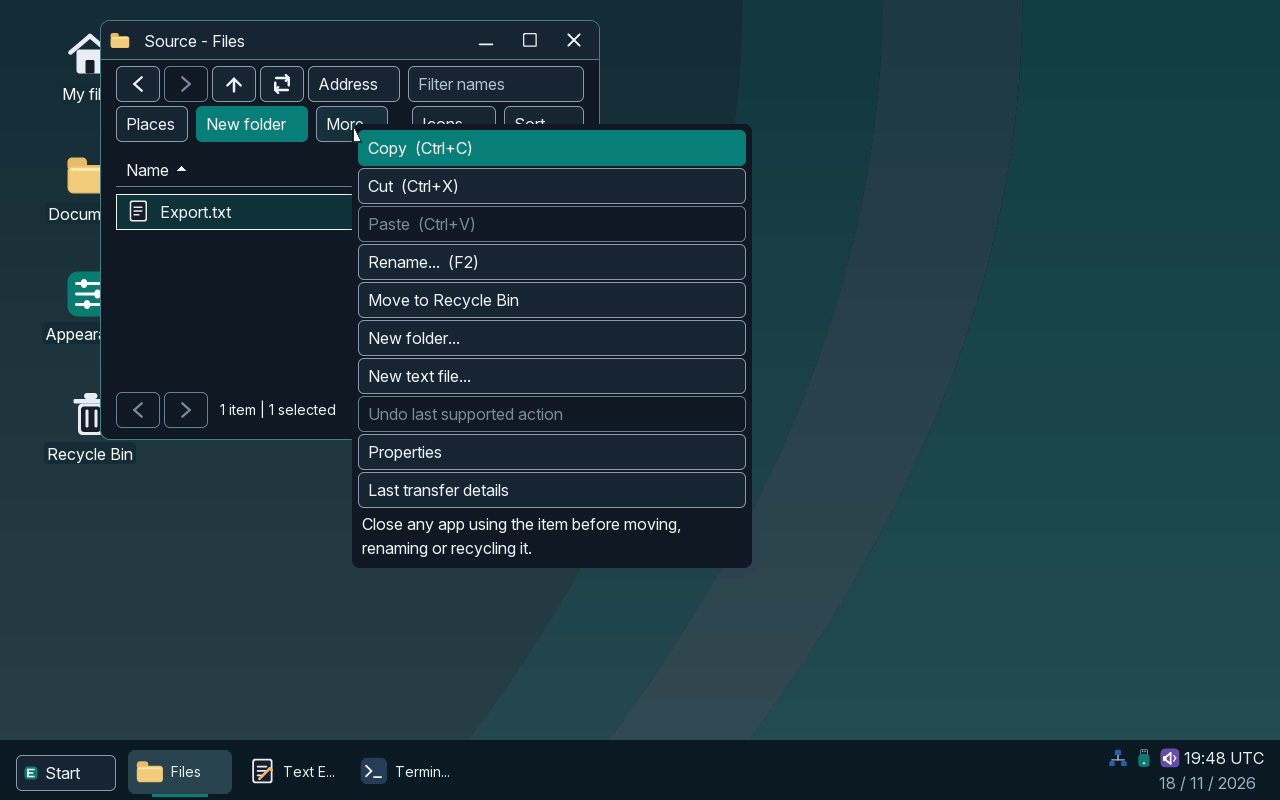 Source - Files
Address
Filter names
Places
New folder
More
Icons
Sort
Name
Export.txt
1 item | 1 selected
Copy (Ctrl+C)
Cut (Ctrl+X)
Paste (Ctrl+V)
Rename... (F2)
Move to Recycle Bin
New folder...
New text file...
Undo last supported action
Properties
Last transfer details
Close any app using the item before moving,
renaming or recycling it.
My fil
Docum
Appeara
Recycle Bin
Start
Files
Text E...
Termin...
19:48 UTC
18 / 11 / 2026